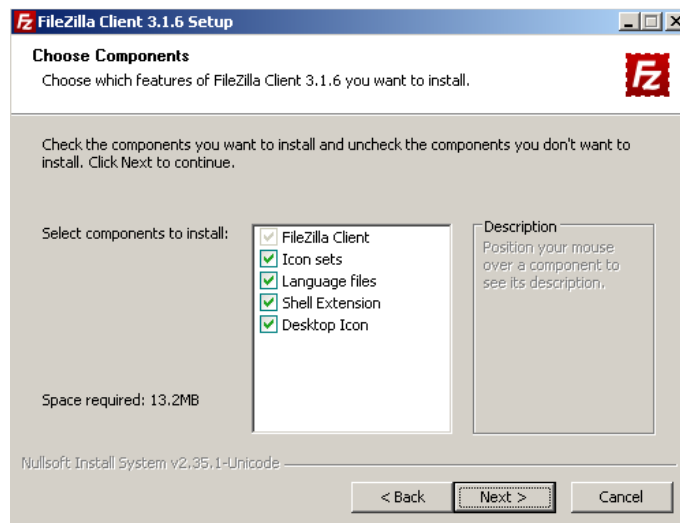 FileZilla Client 3.1.6 Setup
Choose Components
Choose which features of FileZilla Client 3.1.6 you want to install.
Fz
Check the components you want to install and uncheck the components you don't want to
install. Click Next to continue.
Select components to install:
FileZilla Client
Icon sets
Language files
Shell Extension
Desktop Icon
Description
Position your mouse
over a component to
see its description.
Space required: 13.2MB
Nullsoft Install System v2.35.1-Unicode
< Back
Next >
Cancel